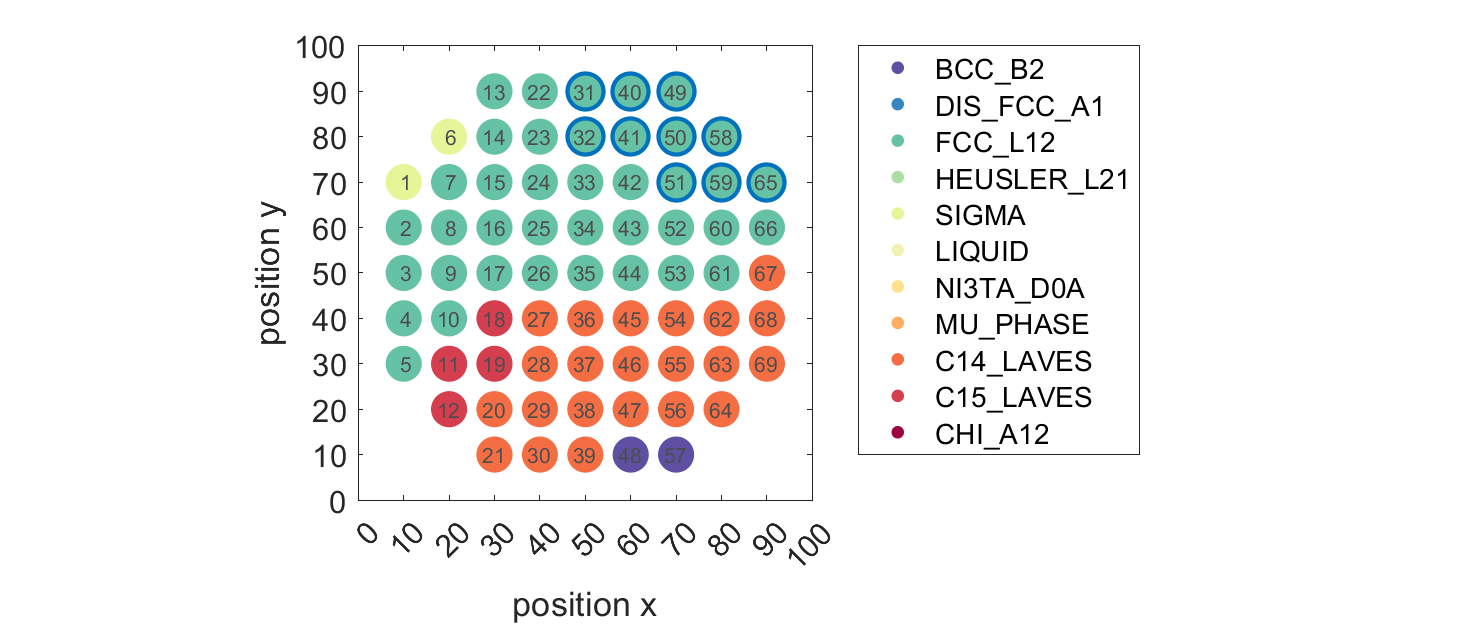 100
90 13 22 31 40 49
80 6 14 23 32 41 50 58
70 1 7 15 24 33 42 51 59 65
60 2 8 16 25 34 43 52 60 66
50 3 9 17 26 35 44 53 61 67
40 4 10 18 27 36 45 54 62 68
30 5 11 19 28 37 46 55 63 69
20 12 20 29 38 47 56 64
10 21 30 39 48 57
0
0 10 20 30 40 50 60 70 80 90 100
position x
position y
BCC_B2
DIS_FCC_A1
FCC_L12
HEUSLER_L21
SIGMA
LIQUID
NI3TA_D0A
MU_PHASE
C14_LAVES
C15_LAVES
CHI_A12